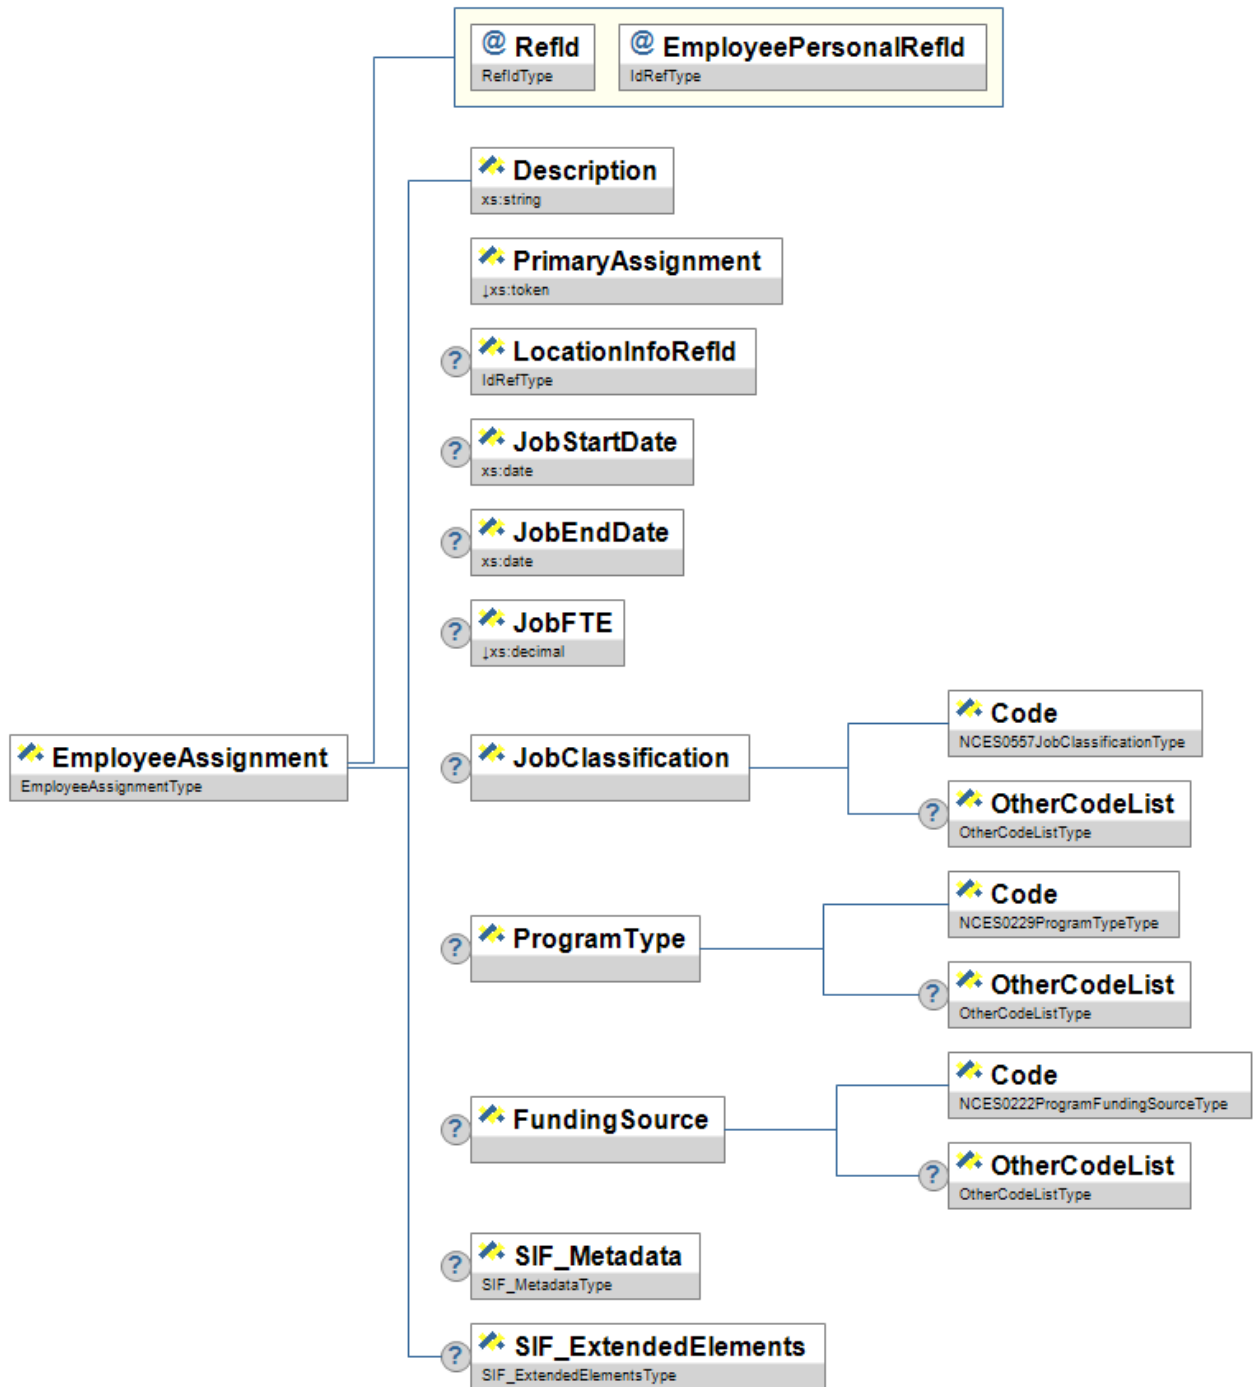 @ RefId
RefIdType
@ EmployeePersonalRefId
IdRefType
Description
xs:string
PrimaryAssignment
↓xs:token
? LocationInfoRefId
IdRefType
? JobStartDate
xs:date
? JobEndDate
xs:date
? JobFTE
↓xs:decimal
EmployeeAssignment
EmployeeAssignmentType
? JobClassification
Code
NCES0557JobClassificationType
? OtherCodeList
OtherCodeListType
? ProgramType
Code
NCES0229ProgramTypeType
? OtherCodeList
OtherCodeListType
? FundingSource
Code
NCES0222ProgramFundingSourceType
? OtherCodeList
OtherCodeListType
? SIF_Metadata
SIF_MetadataType
? SIF_ExtendedElements
SIF_ExtendedElementsType